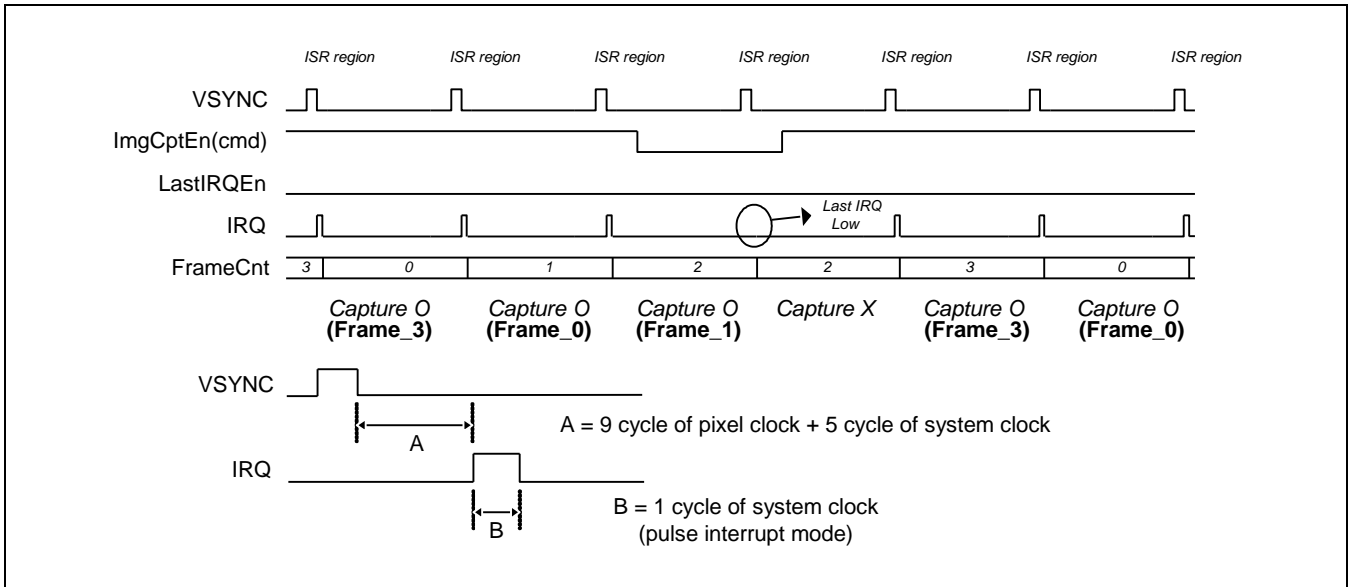 ISR region ISR region ISR region ISR region ISR region ISR region ISR region
VSYNC
ImgCptEn(cmd)
LastIRQEn
Last IRQ
Low
IRQ
FrameCnt 3 0 1 2 2 3 0
Capture O Capture O Capture O Capture X Capture O Capture O
(Frame_3) (Frame_0) (Frame_1) (Frame_3) (Frame_0)
VSYNC
A
A = 9 cycle of pixel clock + 5 cycle of system clock
IRQ
B
B = 1 cycle of system clock
(pulse interrupt mode)